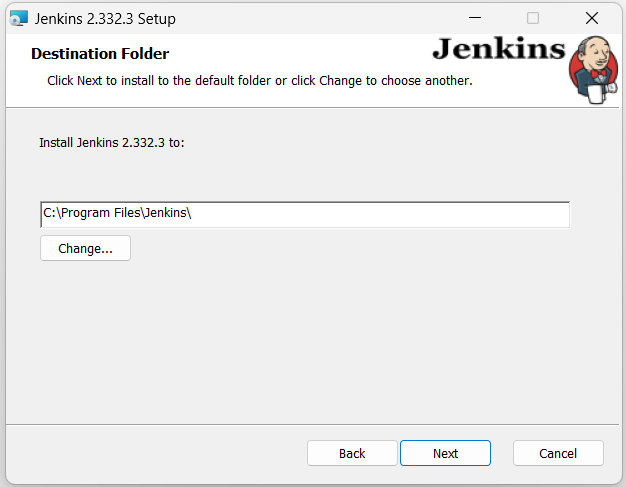 Jenkins 2.332.3 Setup
Destination Folder
Jenkins
Click Next to install to the default folder or click Change to choose another.
Install Jenkins 2.332.3 to:
C:\Program Files\Jenkins\
Change...
Back
Next
Cancel